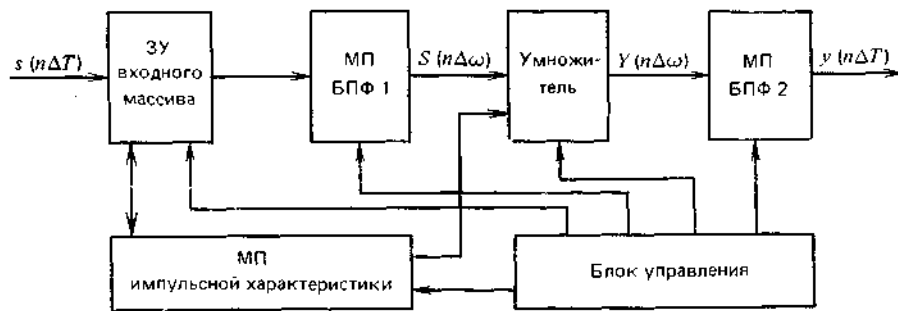 s (nΔT)
ЗУ
входного
массива
МП
БПФ 1
S (nΔω)
Умножи-
тель
Y (nΔω)
МП
БПФ 2
y (nΔT)
МП
импульсной характеристики
Блок управления